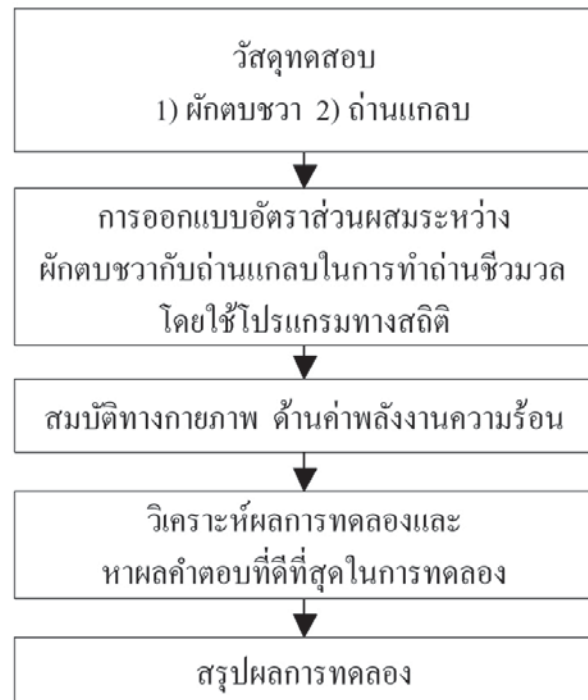 วัสดุทดสอบ
1) ผักตบชวา 2) ถ่านแกลบ
การออกแบบอัตราส่วนผสมระหว่าง
ผักตบชวากับถ่านแกลบในการทำถ่านชีวมวล
โดยใช้โปรแกรมทางสถิติ
สมบัติทางกายภาพ ด้านค่าพลังงานความร้อน
วิเคราะห์ผลการทดลองและ
หาผลคำตอบที่ดีที่สุดในการทดลอง
สรุปผลการทดลอง